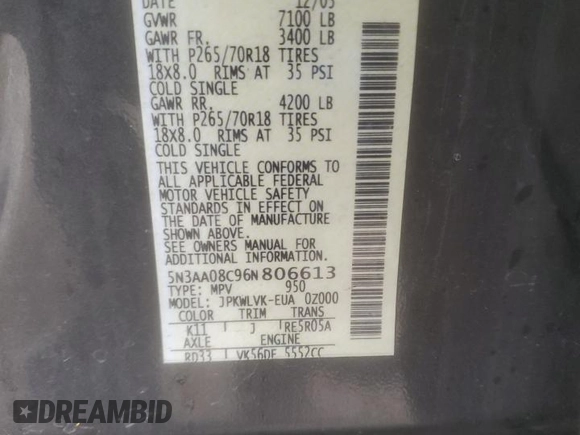 DATE 12/05
GVWR 7100 LB
GAWR FR. 3400 LB
WITH P265/70R18 TIRES
18X8.0 RIMS AT 35 PSI
COLD SINGLE
GAWR RR. 4200 LB
WITH P265/70R18 TIRES
18X8.0 RIMS AT 35 PSI
COLD SINGLE
THIS VEHICLE CONFORMS TO
ALL APPLICABLE FEDERAL
MOTOR VEHICLE SAFETY
STANDARDS IN EFFECT ON
THE DATE OF MANUFACTURE
SHOWN ABOVE.
SEE OWNERS MANUAL FOR
ADDITIONAL INFORMATION.
5N3AA08C96N806613
TYPE: MPV 950
MODEL: JPKWLVK-EUA 0Z000
COLOR TRIM TRANS
K11 J RE5R05A
AXLE ENGINE
RD33 VK56DE 5552CC
DREAMBID